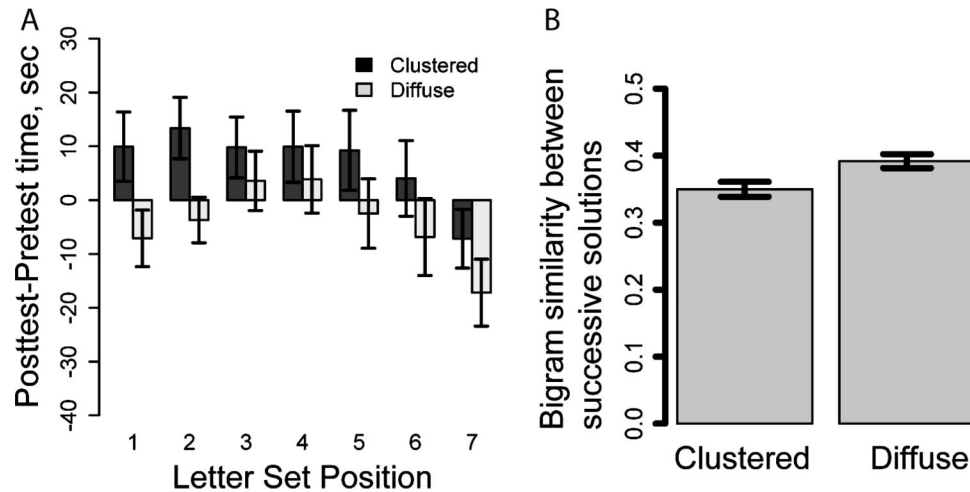 A
Posttest-Pretest time, sec
30
20
10
0
-10
-20
-30
-40
Clustered
Diffuse
1 2 3 4 5 6 7
Letter Set Position
B
Bigram similarity between
successive solutions
0.5
0.4
0.3
0.2
0.1
0.0
Clustered Diffuse